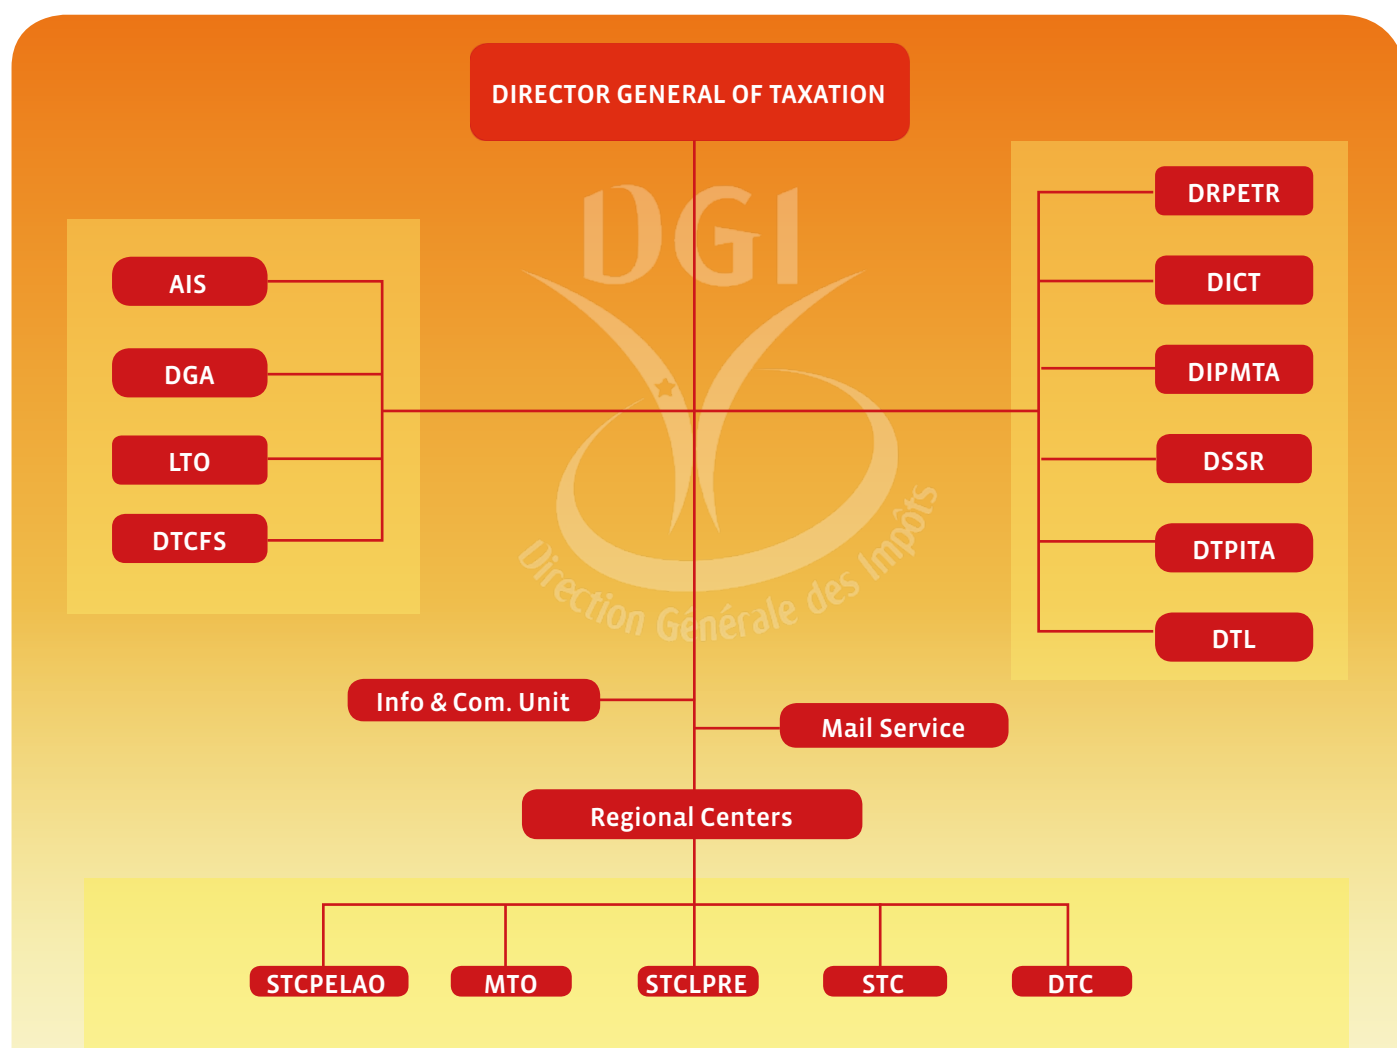 DIRECTOR GENERAL OF TAXATION
DGI
Direction Générale des Impôts
AIS
DGA
LTO
DTCFS
DRPETR
DICT
DIPMTA
DSSR
DTPITA
DTL
Info & Com. Unit
Mail Service
Regional Centers
STCPELAO
MTO
STCLPRE
STC
DTC